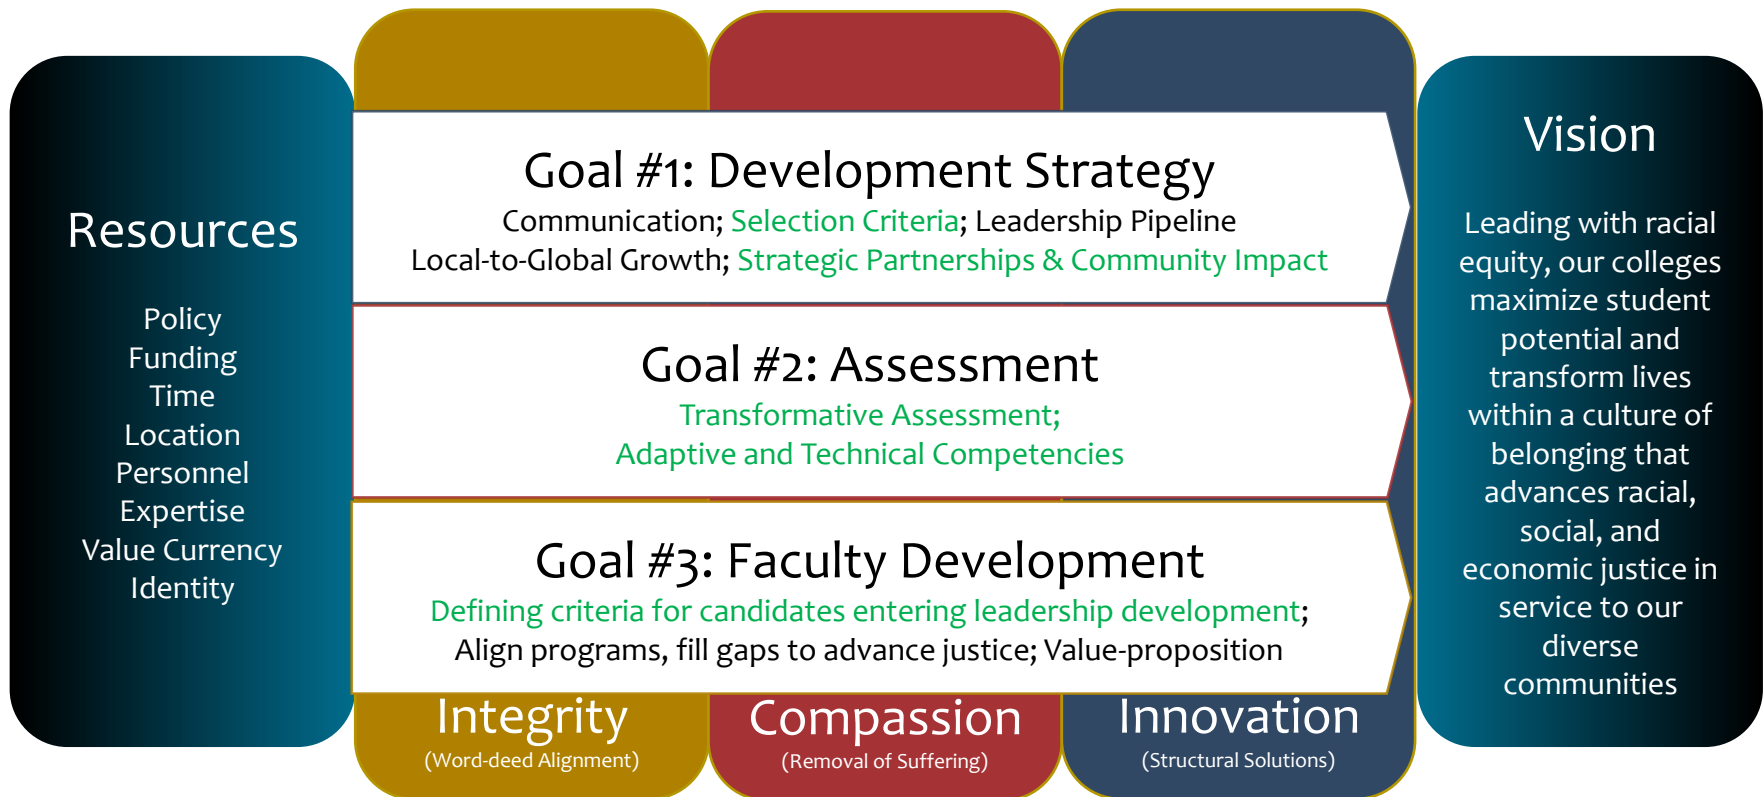 Resources
Policy
Funding
Time
Location
Personnel
Expertise
Value Currency
Identity
Goal #1: Development Strategy
Communication; Selection Criteria; Leadership Pipeline
Local-to-Global Growth; Strategic Partnerships & Community Impact
Goal #2: Assessment
Transformative Assessment;
Adaptive and Technical Competencies
Goal #3: Faculty Development
Defining criteria for candidates entering leadership development;
Align programs, fill gaps to advance justice; Value-proposition
Integrity
(Word-deed Alignment)
Compassion
(Removal of Suffering)
Innovation
(Structural Solutions)
Vision
Leading with racial
equity, our colleges
maximize student
potential and
transform lives
within a culture of
belonging that
advances racial,
social, and
economic justice in
service to our
diverse
communities